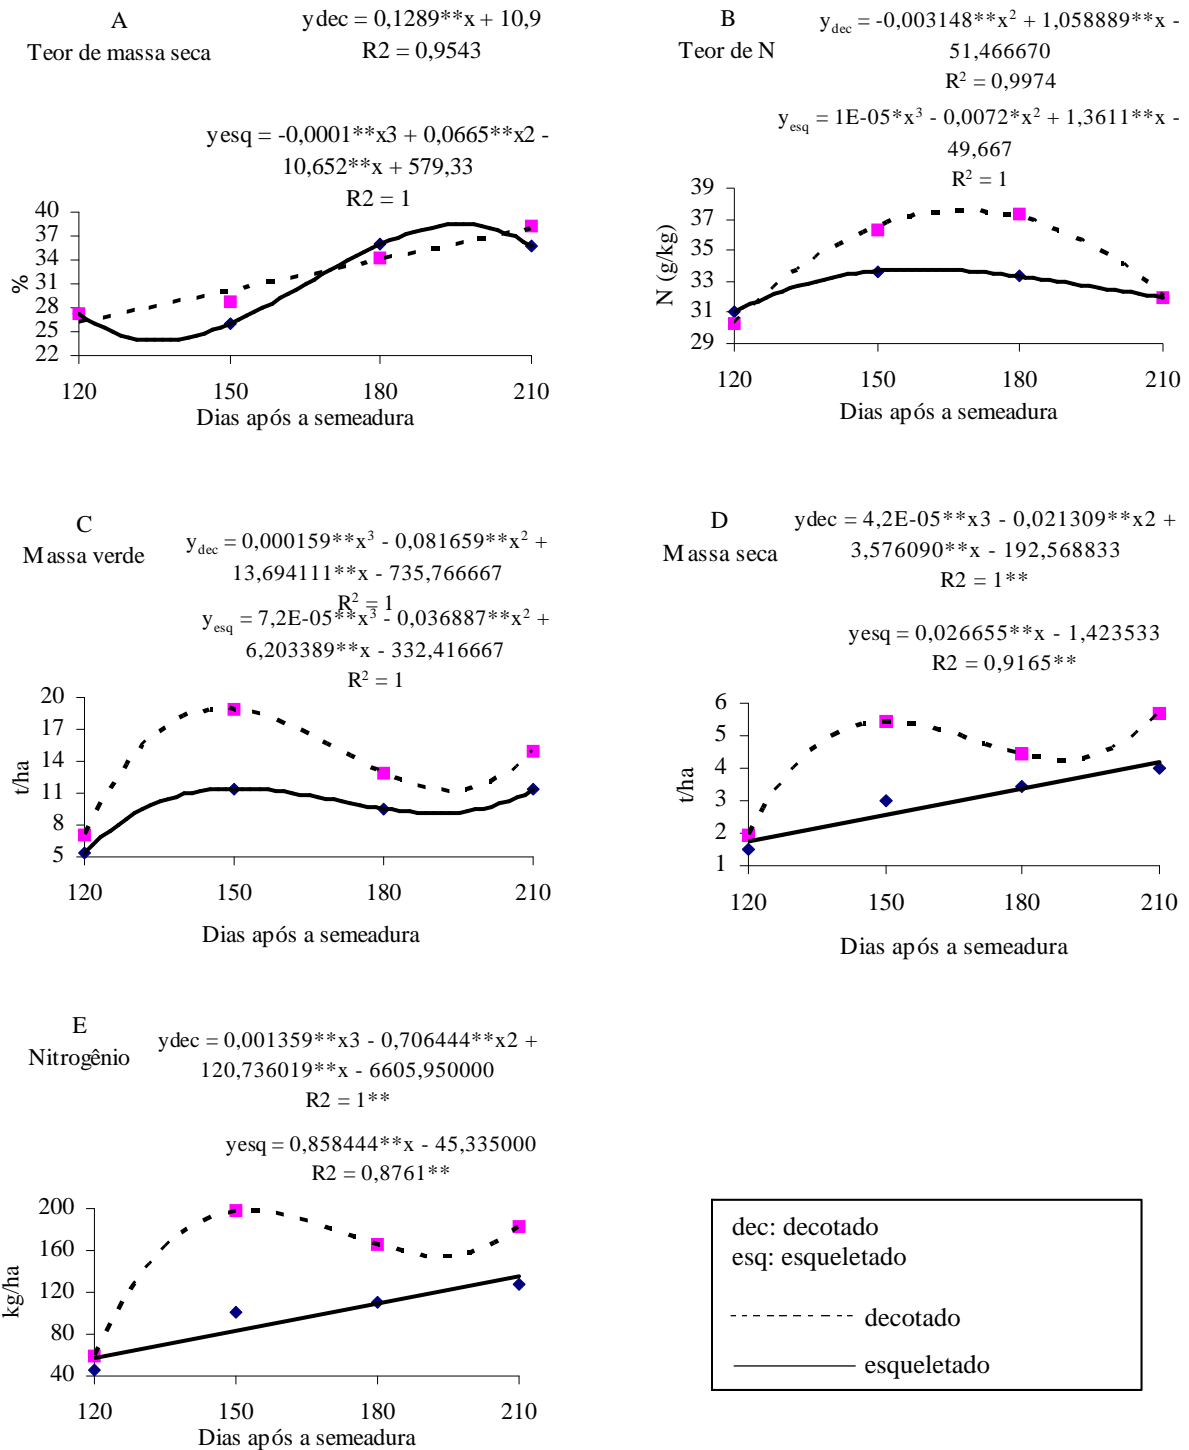 A
Teor de massa seca
ydec = 0,1289**x + 10,9
R2 = 0,9543
yesq = -0,0001**x3 + 0,0665**x2 -
10,652**x + 579,33
R2 = 1
40
37
34
31
28
25
22
%
120 150 180 210
Dias após a semeadura
B
Teor de N
y_dec = -0,003148**x² + 1,058889**x -
51,466670
R² = 0,9974
y_esq = 1E-05*x³ - 0,0072*x² + 1,3611**x -
49,667
R² = 1
39
37
35
33
31
29
N (g/kg)
120 150 180 210
Dias após a semeadura
C
Massa verde
y_dec = 0,000159**x³ - 0,081659**x² +
13,694111**x - 735,766667
R² = 1
y_esq = 7,2E-05**x³ - 0,036887**x² +
6,203389**x - 332,416667
R² = 1
20
17
14
11
8
5
t/ha
120 150 180 210
Dias após a semeadura
D
Massa seca
ydec = 4,2E-05**x3 - 0,021309**x2 +
3,576090**x - 192,568833
R2 = 1**
yesq = 0,026655**x - 1,423533
R2 = 0,9165**
6
5
4
3
2
1
t/ha
120 150 180 210
Dias após a semeadura
E
Nitrogênio
ydec = 0,001359**x3 - 0,706444**x2 +
120,736019**x - 6605,950000
R2 = 1**
yesq = 0,858444**x - 45,335000
R2 = 0,8761**
200
160
120
80
40
kg/ha
120 150 180 210
Dias após a semeadura
dec: decotado
esq: esqueletado
decotado
esqueletado